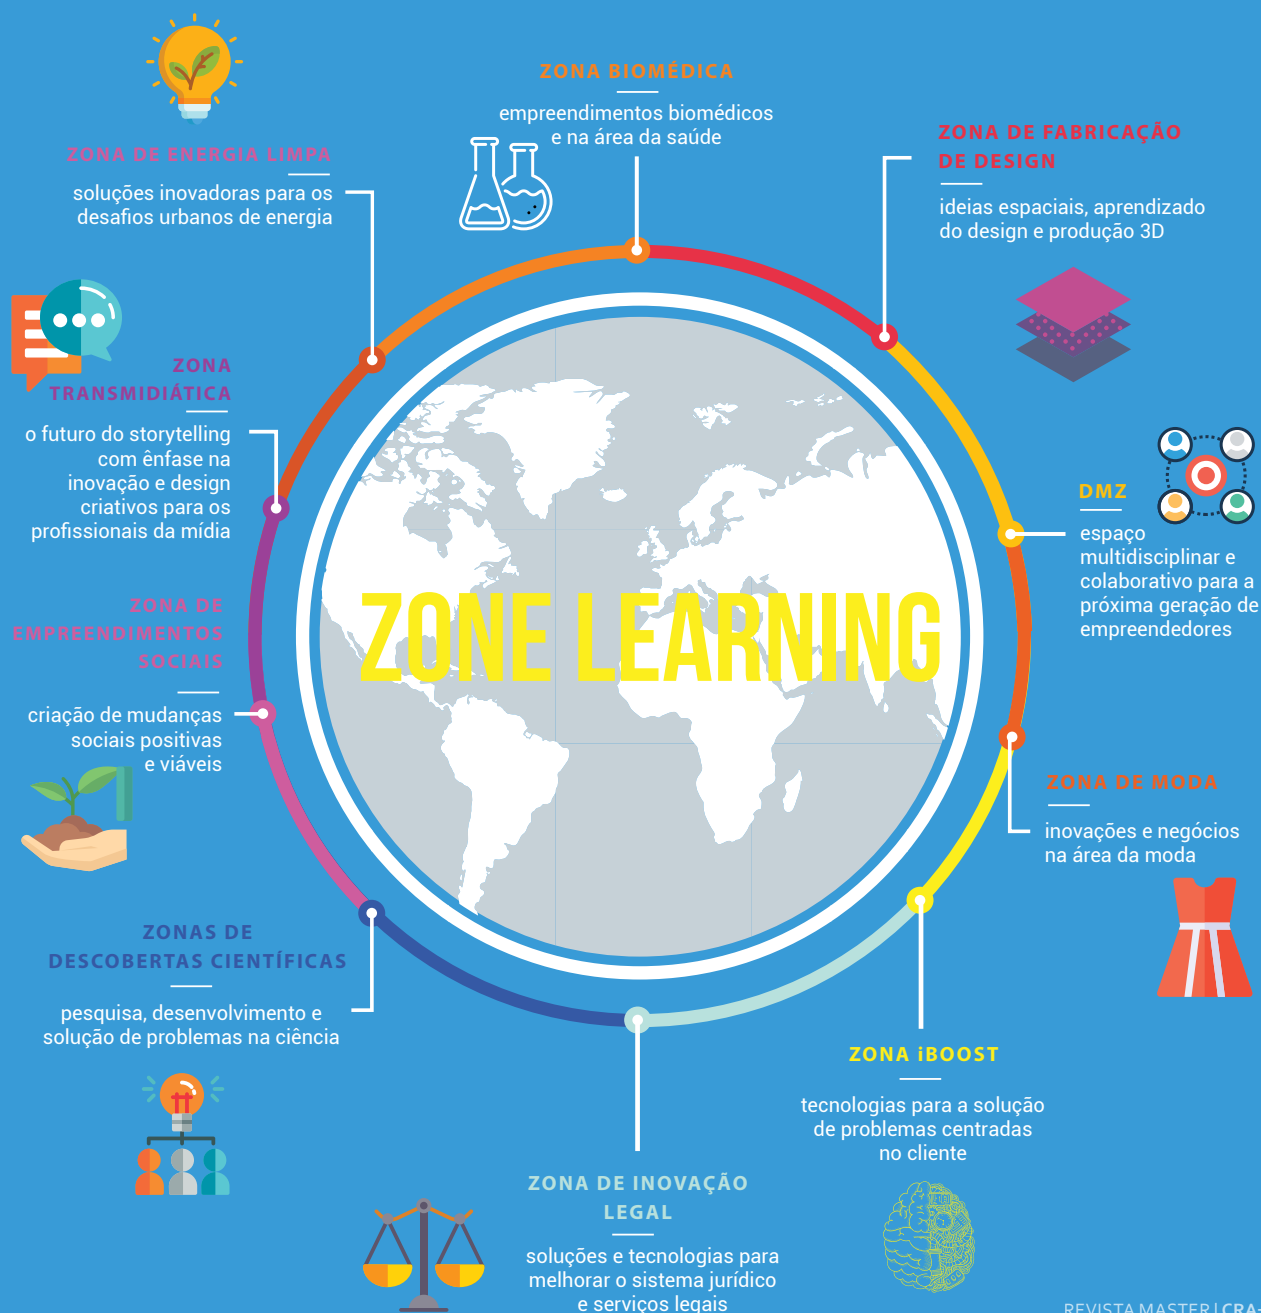 ZONA BIOMÉDICA
empreendimentos biomédicos
e na área da saúde
ZONA DE FABRICAÇÃO
DE DESIGN
ideias espaciais, aprendizado
do design e produção 3D
DMZ
espaço
multidisciplinar e
colaborativo para a
próxima geração de
empreendedores
ZONA DE MODA
inovações e negócios
na área da moda
ZONA iBOOST
tecnologias para a solução
de problemas centradas
no cliente
ZONA DE INOVAÇÃO
LEGAL
soluções e tecnologias para
melhorar o sistema jurídico
e serviços legais
ZONAS DE
DESCOBERTAS CIENTÍFICAS
pesquisa, desenvolvimento e
solução de problemas na ciência
ZONA DE
EMPREENDIMENTOS
SOCIAIS
criação de mudanças
sociais positivas
e viáveis
ZONA
TRANSMIDIÁTICA
o futuro do storytelling
com ênfase na
inovação e design
criativos para os
profissionais da mídia
ZONA DE ENERGIA LIMPA
soluções inovadoras para os
desafios urbanos de energia
ZONE LEARNING
REVISTA MASTER | CRA-